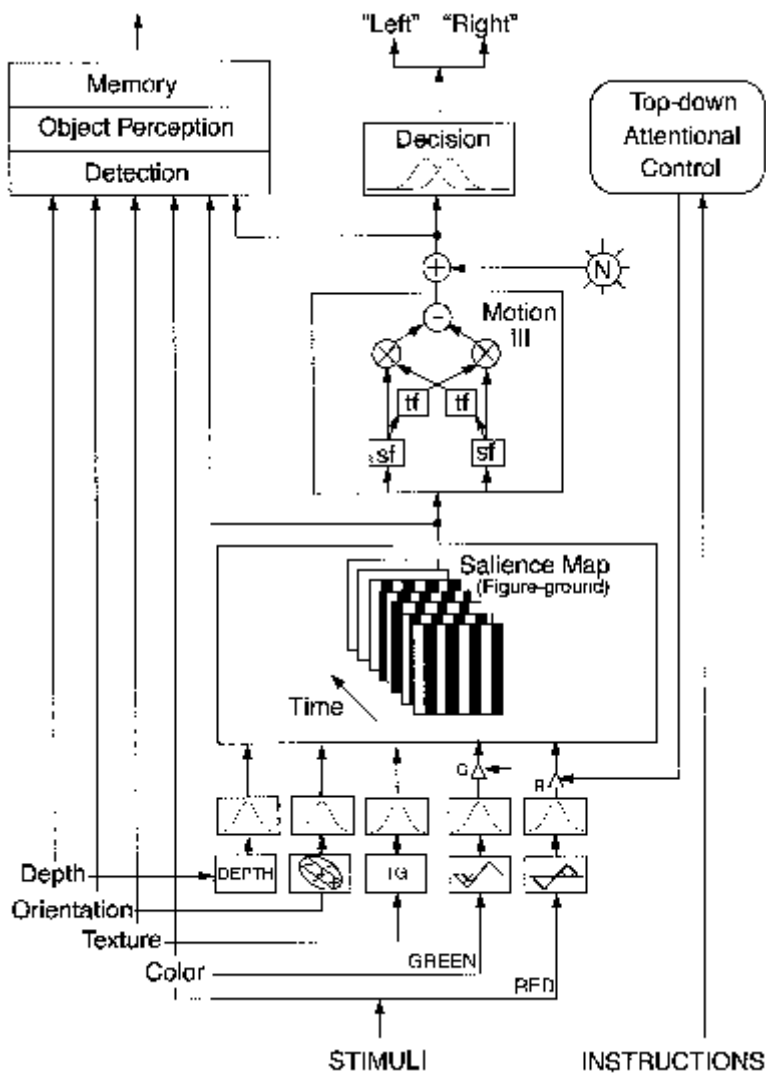 "Left" "Right"
Memory
Object Perception
Detection
Decision
Top-down
Attentional
Control
+
N
-
Motion
III
tf tf
sf sf
Salience Map
(Figure-ground)
Time
G
R
Depth
DEPTH
TG
Orientation
Texture
Color
GREEN
RED
STIMULI
INSTRUCTIONS